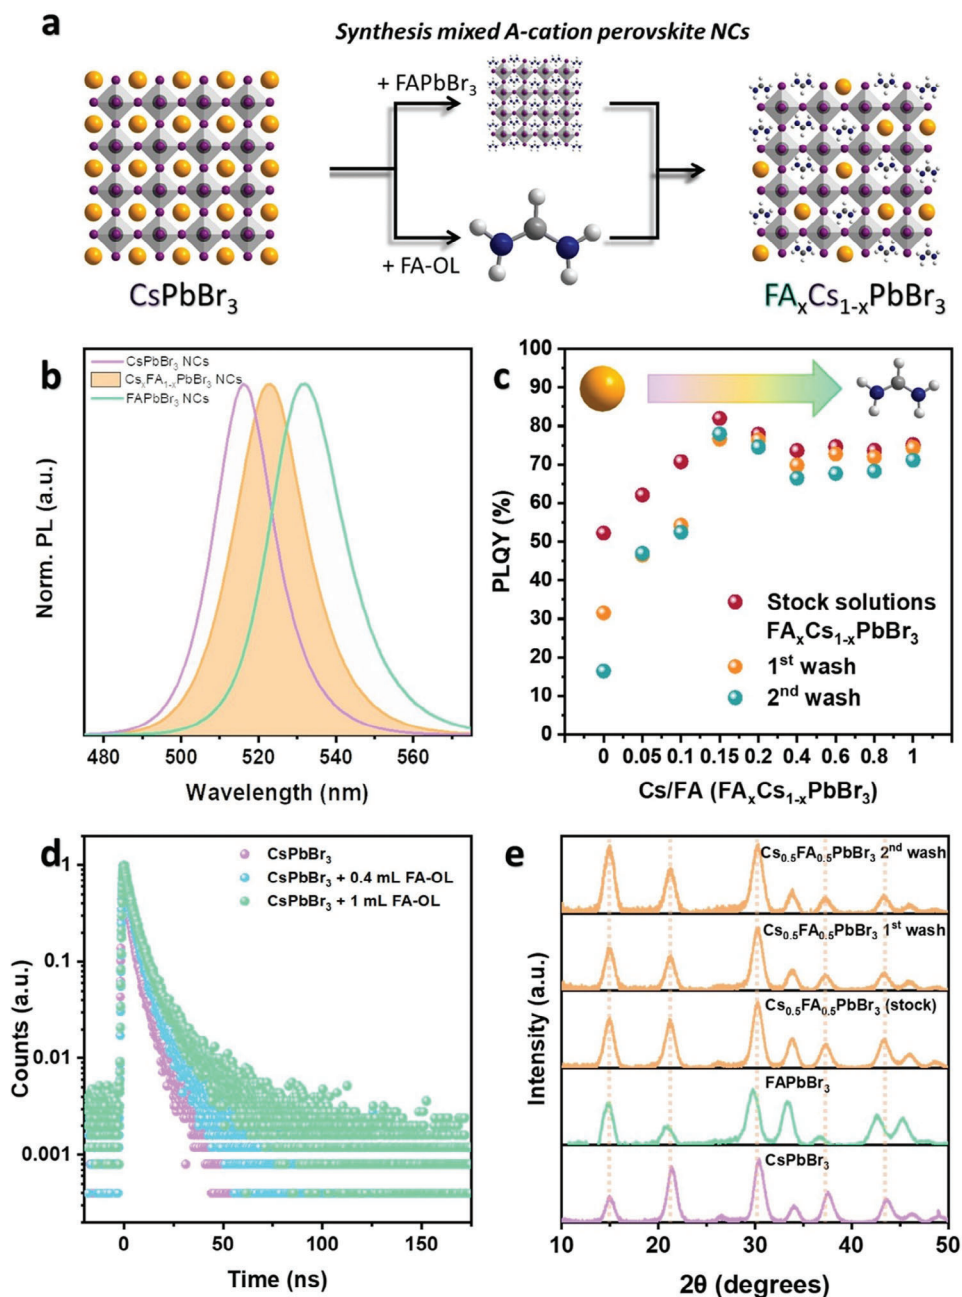 a
Synthesis mixed A-cation perovskite NCs
+ FAPbBr₃
+ FA-OL
CsPbBr₃
FAₓCs₁₋ₓPbBr₃
b
CsPbBr₃ NCs
CsₓFA₁₋ₓPbBr₃ NCs
FAPbBr₃ NCs
Norm. PL (a.u.)
480 500 520 540 560
Wavelength (nm)
c
100
90
80
70
60
50
40
30
20
10
0
PLQY (%)
Stock solutions
FAₓCs₁₋ₓPbBr₃
1ˢᵗ wash
2ⁿᵈ wash
0 0.05 0.1 0.15 0.2 0.4 0.6 0.8 1
Cs/FA (FAₓCs₁₋ₓPbBr₃)
d
CsPbBr₃
CsPbBr₃ + 0.4 mL FA-OL
CsPbBr₃ + 1 mL FA-OL
1
0.1
0.01
0.001
Counts (a.u.)
0 50 100 150
Time (ns)
e
Cs₀.₅FA₀.₅PbBr₃ 2ⁿᵈ wash
Cs₀.₅FA₀.₅PbBr₃ 1ˢᵗ wash
Cs₀.₅FA₀.₅PbBr₃ (stock)
FAPbBr₃
CsPbBr₃
Intensity (a.u.)
10 20 30 40 50
2θ (degrees)